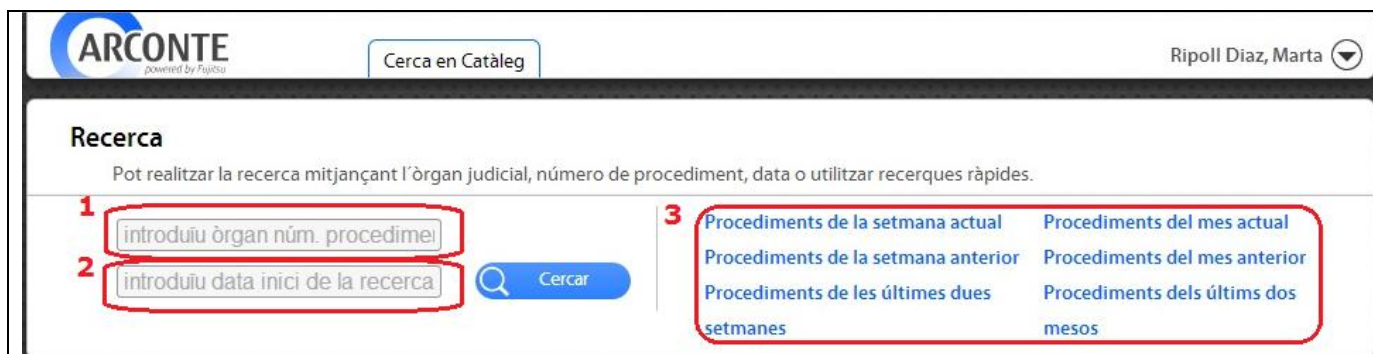 ARCONTE
powered by Fujitsu
Cerca en Catàleg
Ripoll Diaz, Marta
Recerca
Pot realitzar la recerca mitjançant l´òrgan judicial, número de procediment, data o utilitzar recerques ràpides.
1
introduïu òrgan núm. procedime
2
introduïu data inici de la recerca
Cercar
3
Procediments de la setmana actual
Procediments de la setmana anterior
Procediments de les últimes dues
setmanes
Procediments del mes actual
Procediments del mes anterior
Procediments dels últims dos
mesos